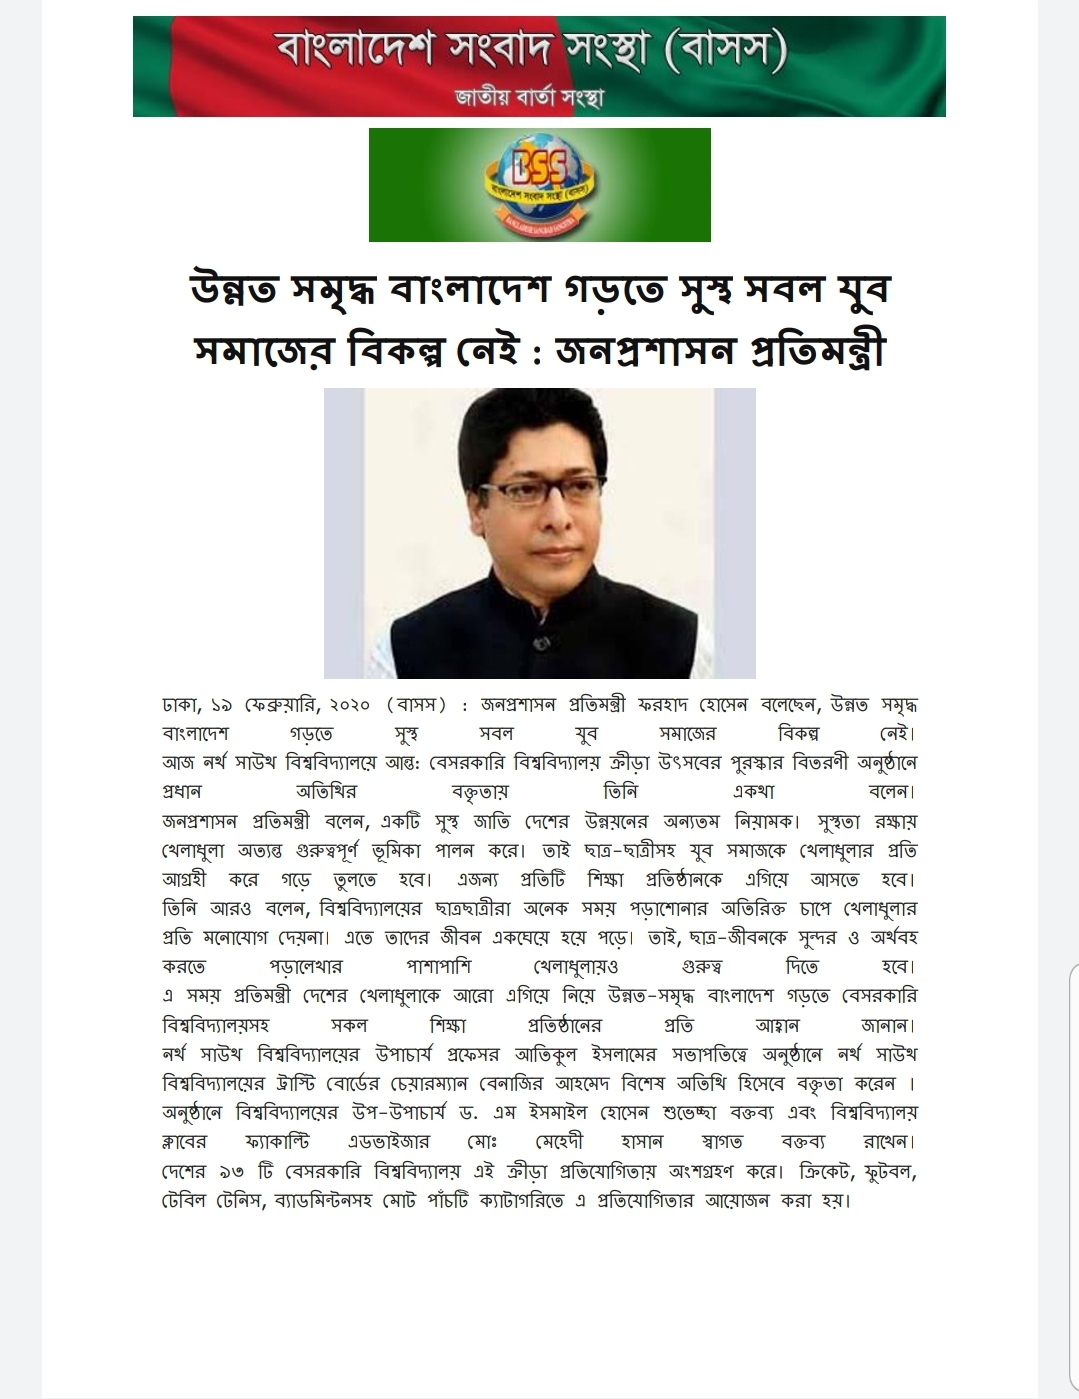 বাংলাদেশ সংবাদ সংস্থা (বাসস)
জাতীয় বার্তা সংস্থা
BSS
বাংলাদেশ সংবাদ সংস্থা (বাসস)
BANGLADESH SANGBAD SANGSTHA
উন্নত সমৃদ্ধ বাংলাদেশ গড়তে সুস্থ সবল যুব
সমাজের বিকল্প নেই : জনপ্রশাসন প্রতিমন্ত্রী
ঢাকা, ১৯ ফেব্রুয়ারি, ২০২০ (বাসস) : জনপ্রশাসন প্রতিমন্ত্রী ফরহাদ হোসেন বলেছেন, উন্নত সমৃদ্ধ
বাংলাদেশ গড়তে সুস্থ সবল যুব সমাজের বিকল্প নেই।
আজ নর্থ সাউথ বিশ্ববিদ্যালয়ে আন্ত: বেসরকারি বিশ্ববিদ্যালয় ক্রীড়া উৎসবের পুরস্কার বিতরণী অনুষ্ঠানে
প্রধান অতিথির বক্তৃতায় তিনি একথা বলেন।
জনপ্রশাসন প্রতিমন্ত্রী বলেন, একটি সুস্থ জাতি দেশের উন্নয়নের অন্যতম নিয়ামক। সুস্থতা রক্ষায়
খেলাধুলা অত্যন্ত গুরুত্বপূর্ণ ভূমিকা পালন করে। তাই ছাত্র-ছাত্রীসহ যুব সমাজকে খেলাধুলার প্রতি
আগ্রহী করে গড়ে তুলতে হবে। এজন্য প্রতিটি শিক্ষা প্রতিষ্ঠানকে এগিয়ে আসতে হবে।
তিনি আরও বলেন, বিশ্ববিদ্যালয়ের ছাত্রছাত্রীরা অনেক সময় পড়াশোনার অতিরিক্ত চাপে খেলাধুলার
প্রতি মনোযোগ দেয়না। এতে তাদের জীবন একঘেয়ে হয়ে পড়ে। তাই, ছাত্র-জীবনকে সুন্দর ও অর্থবহ
করতে পড়ালেখার পাশাপাশি খেলাধুলায়ও গুরুত্ব দিতে হবে।
এ সময় প্রতিমন্ত্রী দেশের খেলাধুলাকে আরো এগিয়ে নিয়ে উন্নত-সমৃদ্ধ বাংলাদেশ গড়তে বেসরকারি
বিশ্ববিদ্যালয়সহ সকল শিক্ষা প্রতিষ্ঠানের প্রতি আহ্বান জানান।
নর্থ সাউথ বিশ্ববিদ্যালয়ের উপাচার্য প্রফেসর আতিকুল ইসলামের সভাপতিত্বে অনুষ্ঠানে নর্থ সাউথ
বিশ্ববিদ্যালয়ের ট্রাস্টি বোর্ডের চেয়ারম্যান বেনাজির আহমেদ বিশেষ অতিথি হিসেবে বক্তৃতা করেন ।
অনুষ্ঠানে বিশ্ববিদ্যালয়ের উপ-উপাচার্য ড. এম ইসমাইল হোসেন শুভেচ্ছা বক্তব্য এবং বিশ্ববিদ্যালয়
ক্লাবের ফ্যাকাল্টি এডভাইজার মোঃ মেহেদী হাসান স্বাগত বক্তব্য রাখেন।
দেশের ৯৩ টি বেসরকারি বিশ্ববিদ্যালয় এই ক্রীড়া প্রতিযোগিতায় অংশগ্রহণ করে। ক্রিকেট, ফুটবল,
টেবিল টেনিস, ব্যাডমিন্টনসহ মোট পাঁচটি ক্যাটাগরিতে এ প্রতিযোগিতার আয়োজন করা হয়।